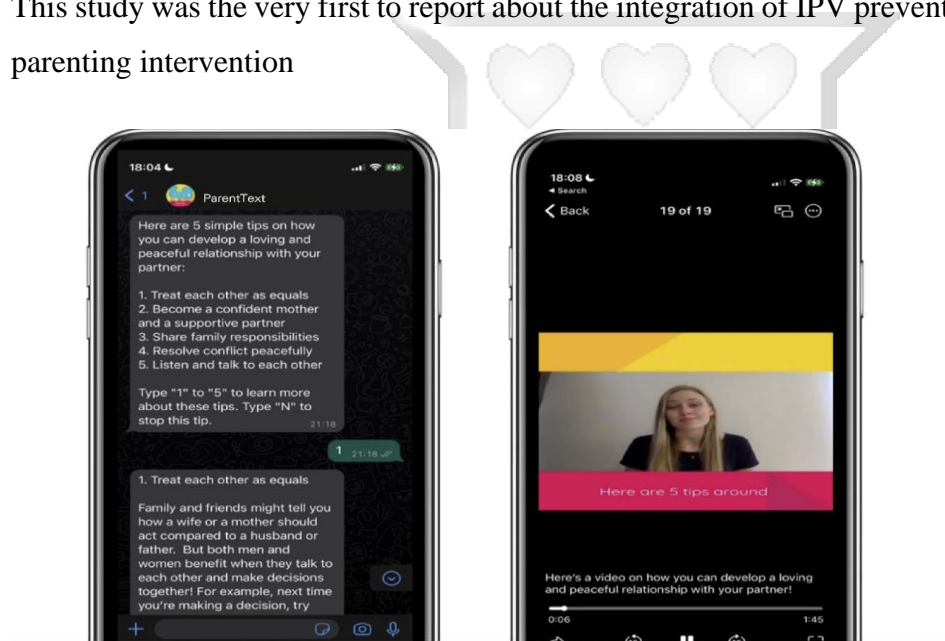 This study was the very first to report about the integration of IPV prevent
parenting intervention
18:04
1 ParentText
Here are 5 simple tips on how
you can develop a loving and
peaceful relationship with your
partner:
1. Treat each other as equals
2. Become a confident mother
and a supportive partner
3. Share family responsibilities
4. Resolve conflict peacefully
5. Listen and talk to each other
Type "1" to "5" to learn more
about these tips. Type "N" to
stop this tip.
21:18
1 21:18
1. Treat each other as equals
Family and friends might tell you
how a wife or a mother should
act compared to a husband or
father. But both men and
women benefit when they talk to
each other and make decisions
together! For example, next time
you're making a decision, try
18:08
Search
Back 19 of 19
Here are 5 tips around
Here's a video on how you can develop a loving
and peaceful relationship with your partner!
0:06 1:45